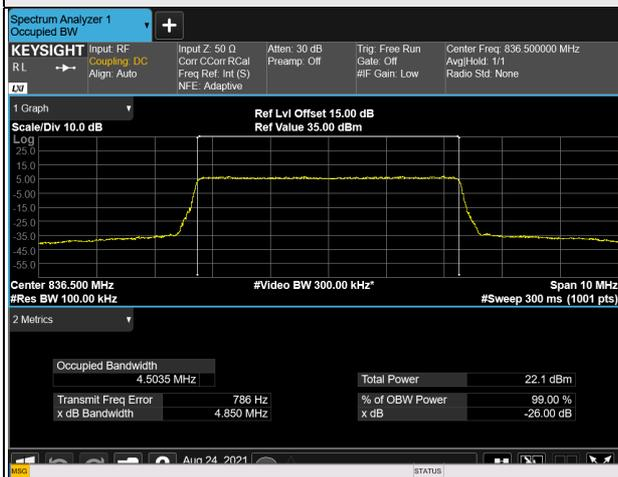 Spectrum Analyzer 1
Occupied BW
+
KEYSIGHT
RL
LXI
Input: RF
Coupling: DC
Align: Auto
Input Z: 50 Ω
Corr CCorr RCal
Freq Ref: Int (S)
NFE: Adaptive
Atten: 30 dB
Preamp: Off
Trig: Free Run
Gate: Off
#IF Gain: Low
Center Freq: 836.500000 MHz
Avg|Hold: 1/1
Radio Std: None
1 Graph
Scale/Div 10.0 dB
Ref Lvl Offset 15.00 dB
Ref Value 35.00 dBm
Log
25.0
15.0
5.00
-5.00
-15.0
-25.0
-35.0
-45.0
-55.0
Center 836.500 MHz
#Res BW 100.00 kHz
#Video BW 300.00 kHz*
Span 10 MHz
#Sweep 300 ms (1001 pts)
2 Metrics
Occupied Bandwidth
4.5035 MHz
Total Power 22.1 dBm
Transmit Freq Error 786 Hz
% of OBW Power 99.00 %
x dB Bandwidth 4.850 MHz
x dB -26.00 dB
Aug 24, 2021
MSG
STATUS